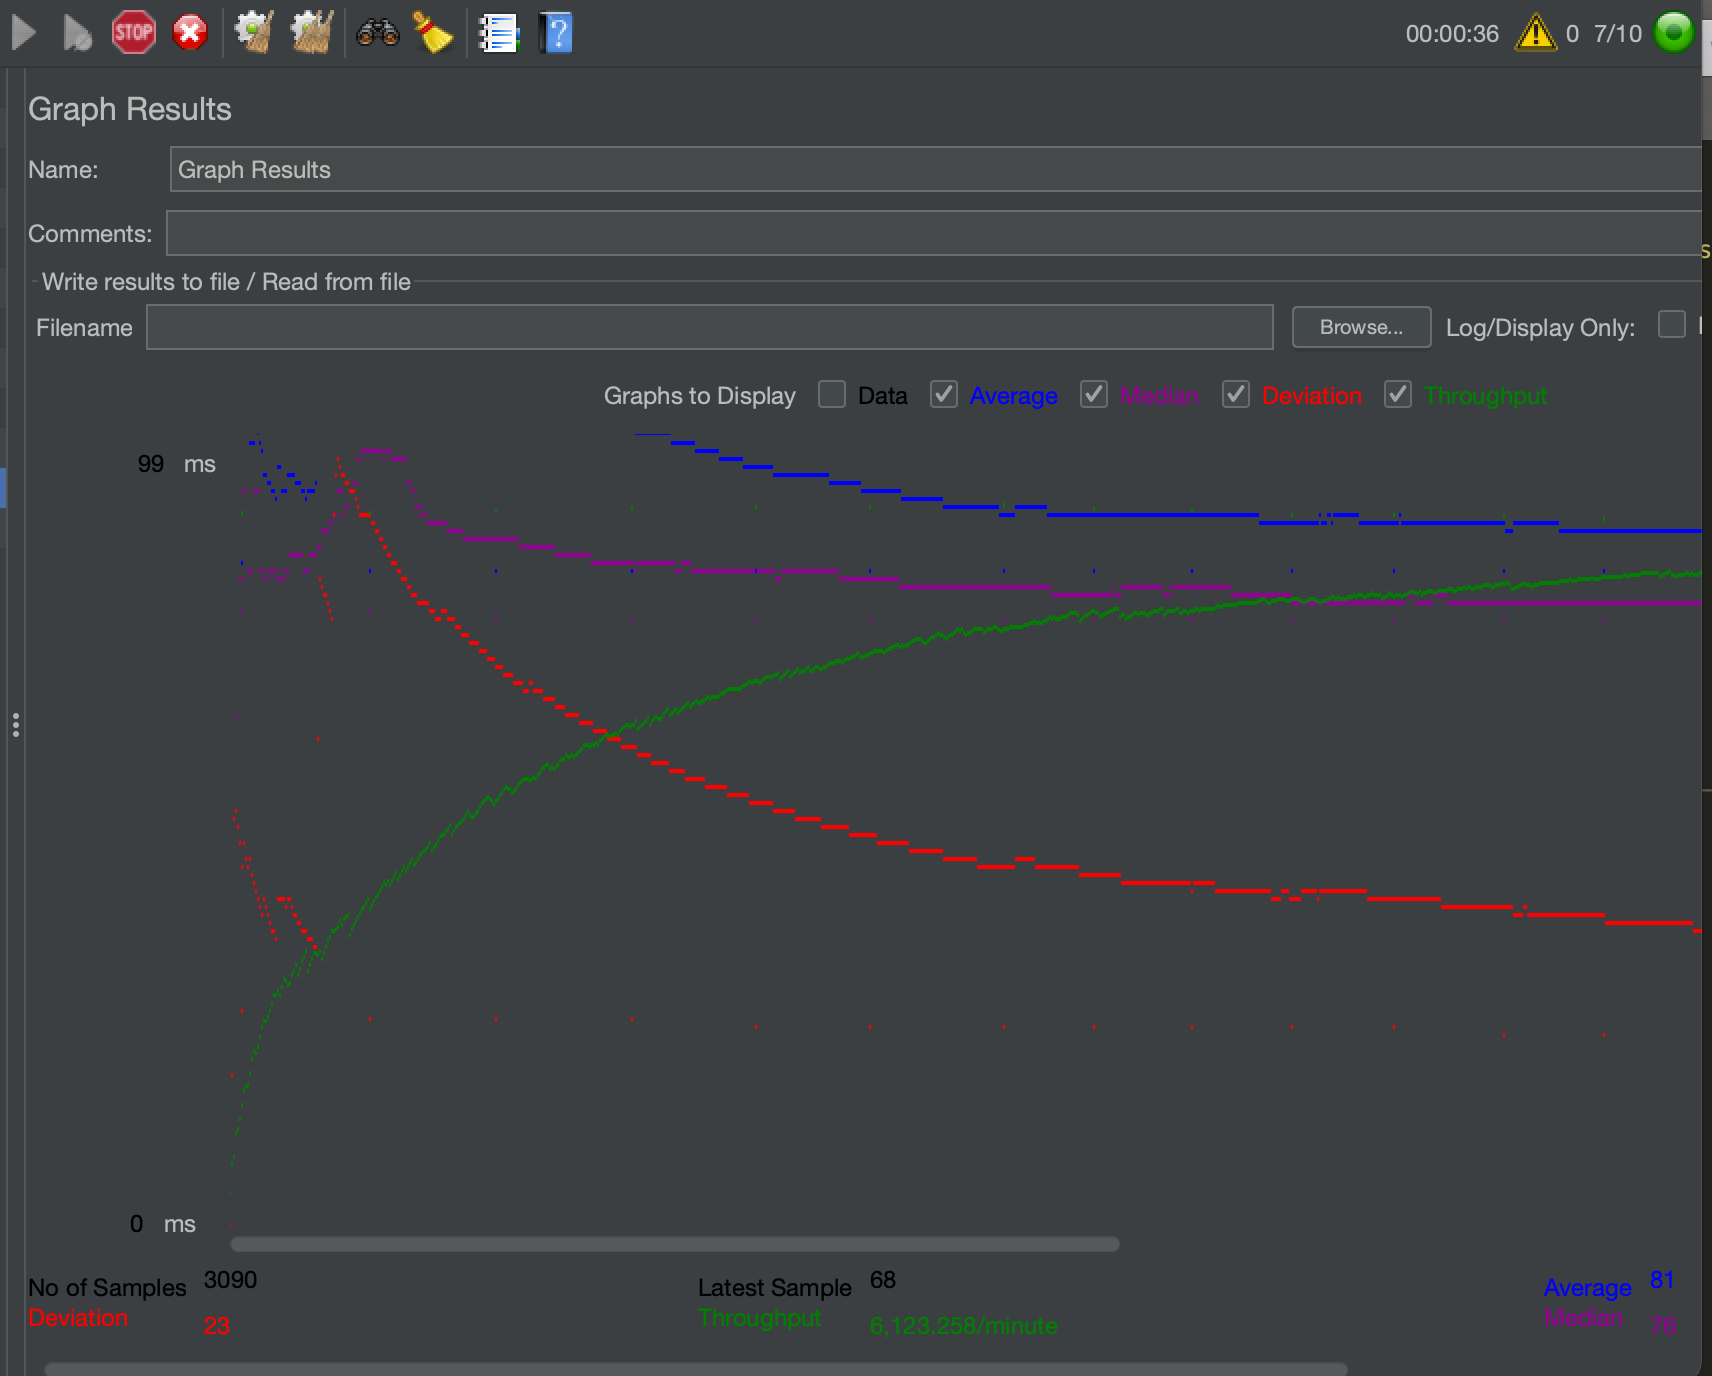 STOP
?
00:00:36 0 7/10
Graph Results
Name: Graph Results
Comments:
Write results to file / Read from file
Filename Browse... Log/Display Only:
Graphs to Display Data Average Median Deviation Throughput
99 ms
0 ms
No of Samples 3090 Latest Sample 68 Average 81
Deviation 23 Throughput 6,123.258/minute Median 76